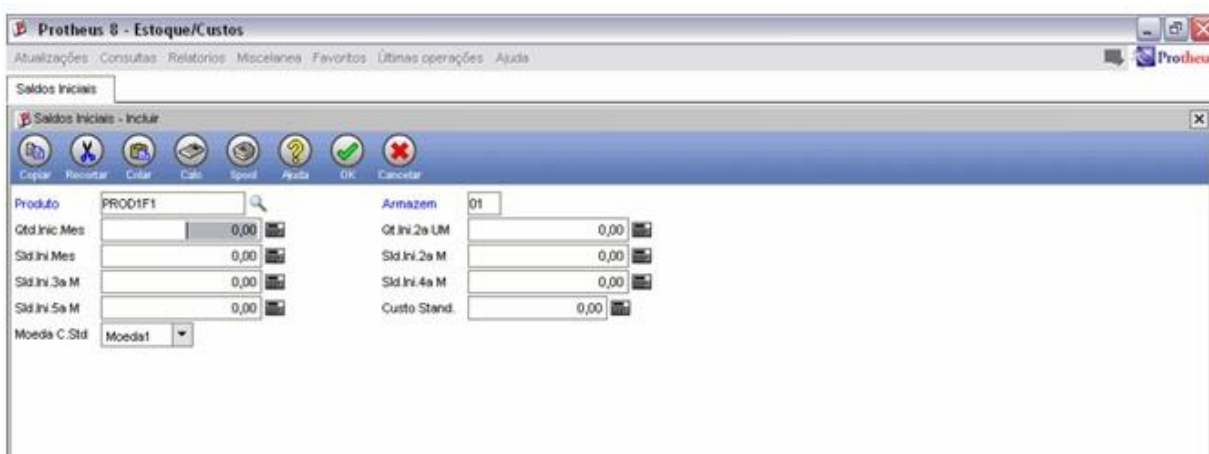 Protheus 8 - Estoque/Custos
Atualizações Consultas Relatorios Miscelanea Favoritos Últimas operações Ajuda
Protheu
Saldos Iniciais
Saldos Iniciais - Incluir
Copiar Recortar Colar Calc Spool Ajuda OK Cancelar
Produto PROD1F1 Armazem 01
Qtd.Inic.Mes 0,00 Qt.Ini.2a UM 0,00
Sld.Ini.Mes 0,00 Sld.Ini.2a M 0,00
Sld.Ini.3a M 0,00 Sld.Ini.4a M 0,00
Sld.Ini.5a M 0,00 Custo Stand. 0,00
Moeda C.Std Moeda1